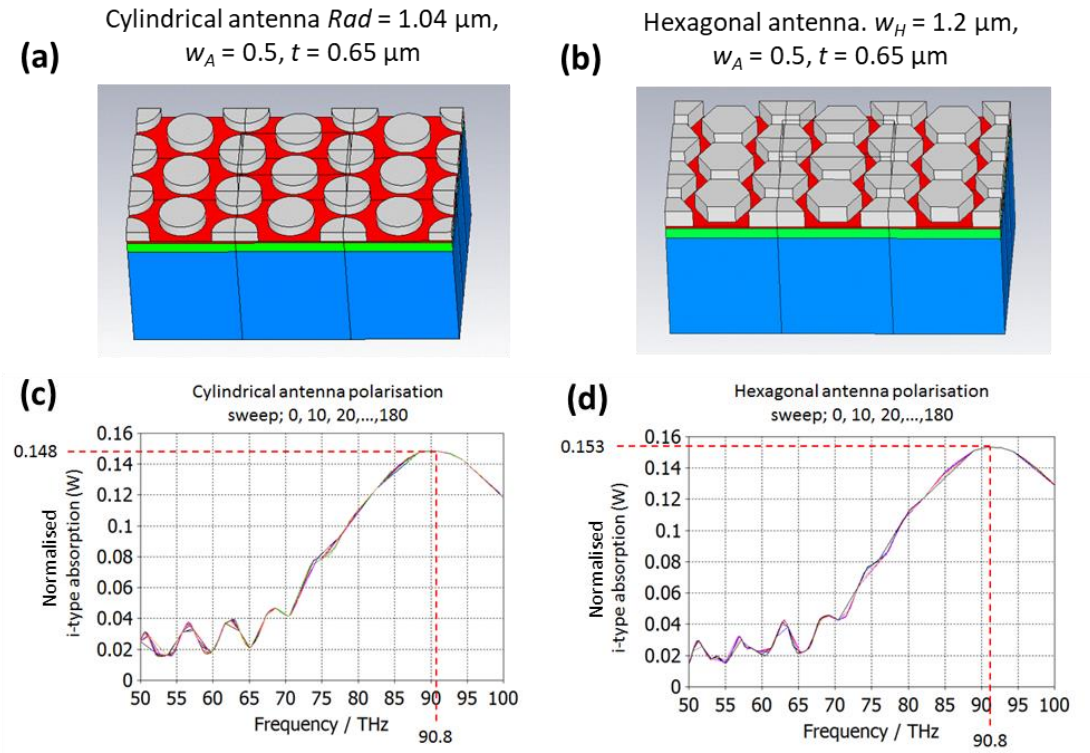 Cylindrical antenna Rad = 1.04 µm,
w_A = 0.5, t = 0.65 µm
(a)
Hexagonal antenna. w_H = 1.2 µm,
w_A = 0.5, t = 0.65 µm
(b)
(c)
Cylindrical antenna polarisation
sweep; 0, 10, 20,...,180
0.148
0.16
0.14
0.12
0.1
0.08
0.06
0.04
0.02
0
Normalised
i-type absorption (W)
50 55 60 65 70 75 80 85 90 95 100
Frequency / THz
90.8
(d)
Hexagonal antenna polarisation
sweep; 0, 10, 20,...,180
0.153
0.16
0.14
0.12
0.1
0.08
0.06
0.04
0.02
0
Normalised
i-type absorption (W)
50 55 60 65 70 75 80 85 90 95 100
Frequency / THz
90.8